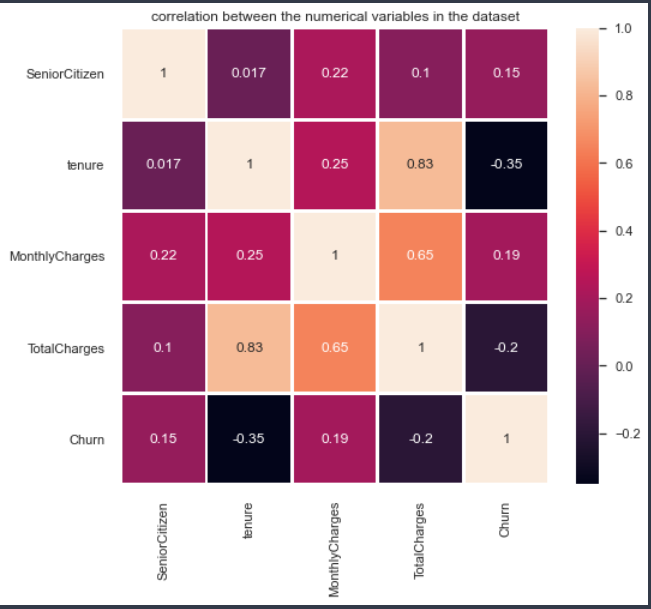 correlation between the numerical variables in the dataset
SeniorCitizen 1 0.017 0.22 0.1 0.15
tenure 0.017 1 0.25 0.83 -0.35
MonthlyCharges 0.22 0.25 1 0.65 0.19
TotalCharges 0.1 0.83 0.65 1 -0.2
Churn 0.15 -0.35 0.19 -0.2 1
SeniorCitizen
tenure
MonthlyCharges
TotalCharges
Churn
1.0
0.8
0.6
0.4
0.2
0.0
−0.2